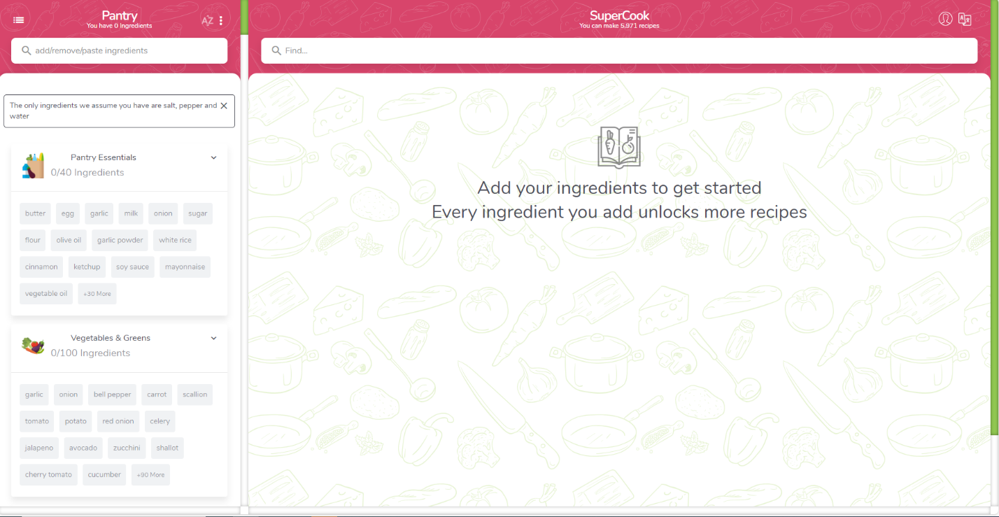 Pantry
You have 0 Ingredients
AZ
add/remove/paste ingredients
The only ingredients we assume you have are salt, pepper and
water
Pantry Essentials
0/40 Ingredients
butter egg garlic milk onion sugar
flour olive oil garlic powder white rice
cinnamon ketchup soy sauce mayonnaise
vegetable oil +30 More
Vegetables & Greens
0/100 Ingredients
garlic onion bell pepper carrot scallion
tomato potato red onion celery
jalapeno avocado zucchini shallot
cherry tomato cucumber +90 More
SuperCook
You can make 5,971 recipes
Find...
Add your ingredients to get started
Every ingredient you add unlocks more recipes